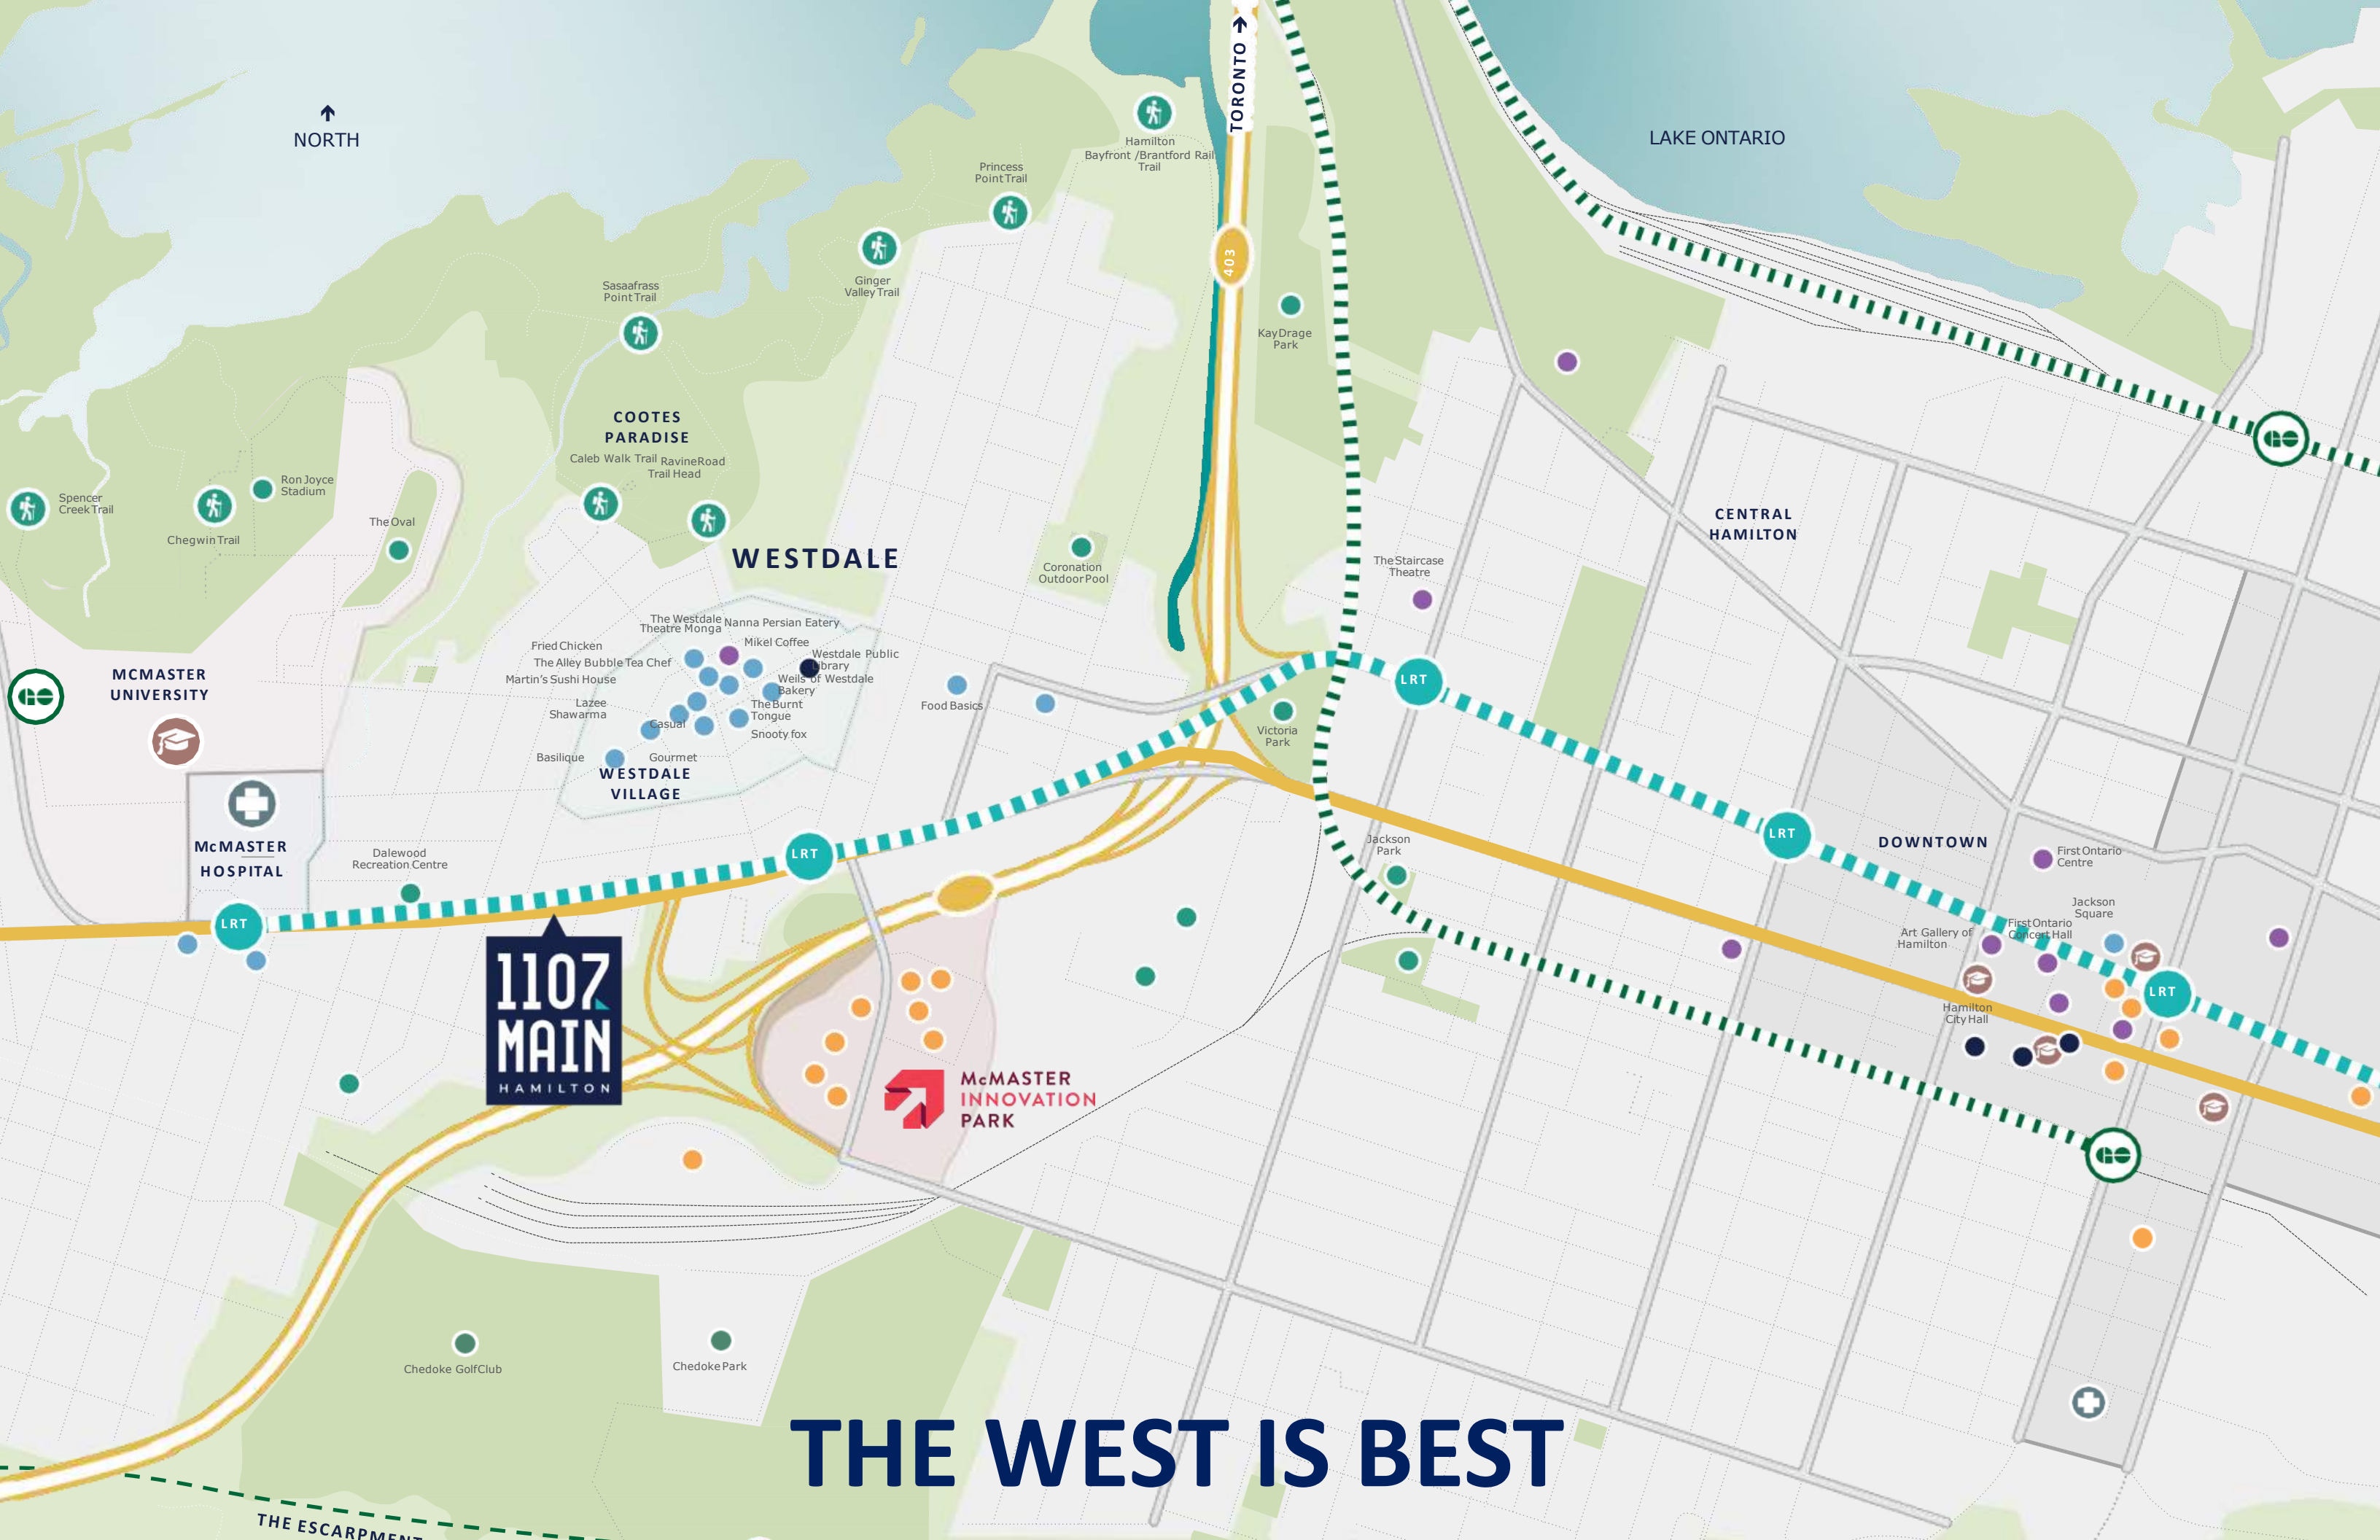 TORONTO
NORTH
LAKE ONTARIO
Hamilton
Bayfront /Brantford Rail
Trail
Princess
Point Trail
403
Ginger
Valley Trail
Sasaafrass
Point Trail
Kay Drage
Park
COOTES
PARADISE
Caleb Walk Trail
Ravine Road
Trail Head
Ron Joyce
Stadium
Spencer
Creek Trail
The Oval
Chegwin Trail
CENTRAL
HAMILTON
WESTDALE
Coronation
Outdoor Pool
The Staircase
Theatre
The Westdale
Theatre Monga
Nanna Persian Eatery
Mikel Coffee
Fried Chicken
The Alley Bubble Tea Chef
Martin's Sushi House
Westdale Public
Library
Weils of Westdale
Bakery
Lazee
Shawarma
The Burnt
Tongue
Casual
Snooty fox
Basilique
Gourmet
WESTDALE
VILLAGE
Food Basics
MCMASTER
UNIVERSITY
LRT
Victoria
Park
McMASTER
HOSPITAL
Dalewood
Recreation Centre
LRT
LRT
LRT
Jackson
Park
DOWNTOWN
First Ontario
Centre
Jackson
Square
First Ontario
Concert Hall
Art Gallery of
Hamilton
LRT
Hamilton
City Hall
1107
MAIN
HAMILTON
McMASTER
INNOVATION
PARK
Chedoke Golf Club
Chedoke Park
THE WEST IS BEST
THE ESCARPMENT